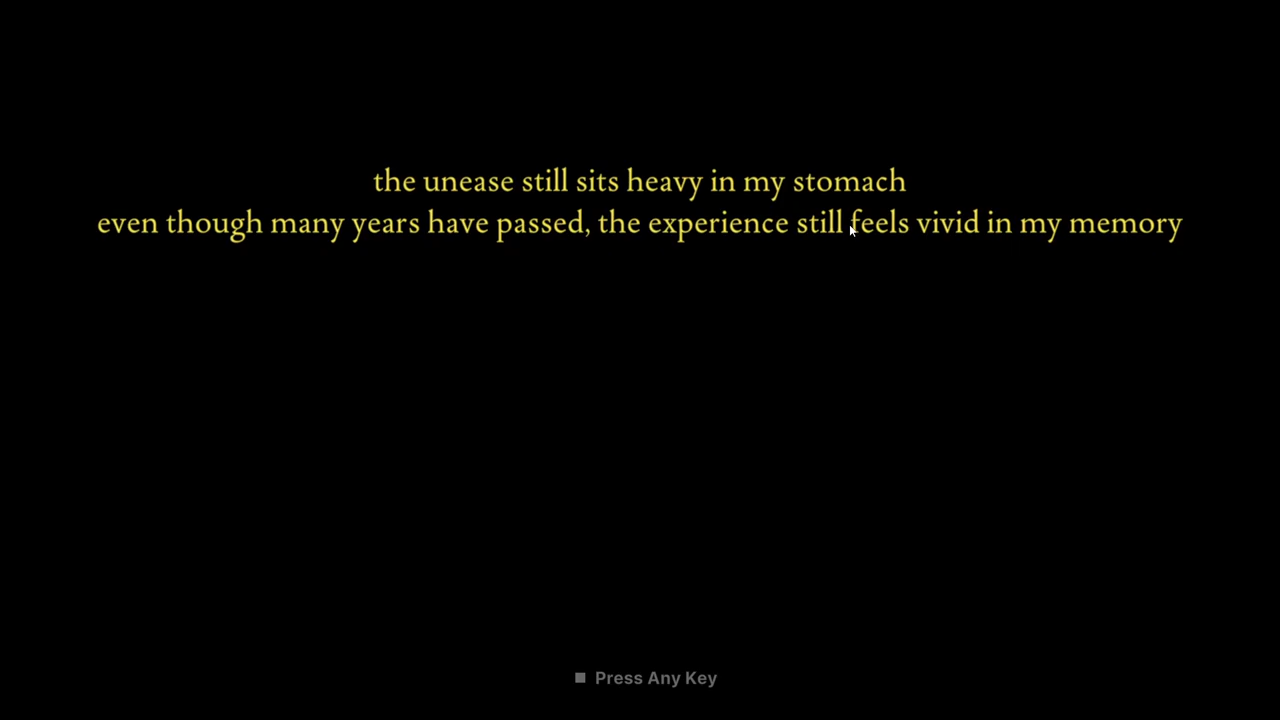 the unease still sits heavy in my stomach
even though many years have passed, the experience still feels vivid in my memory
Press Any Key